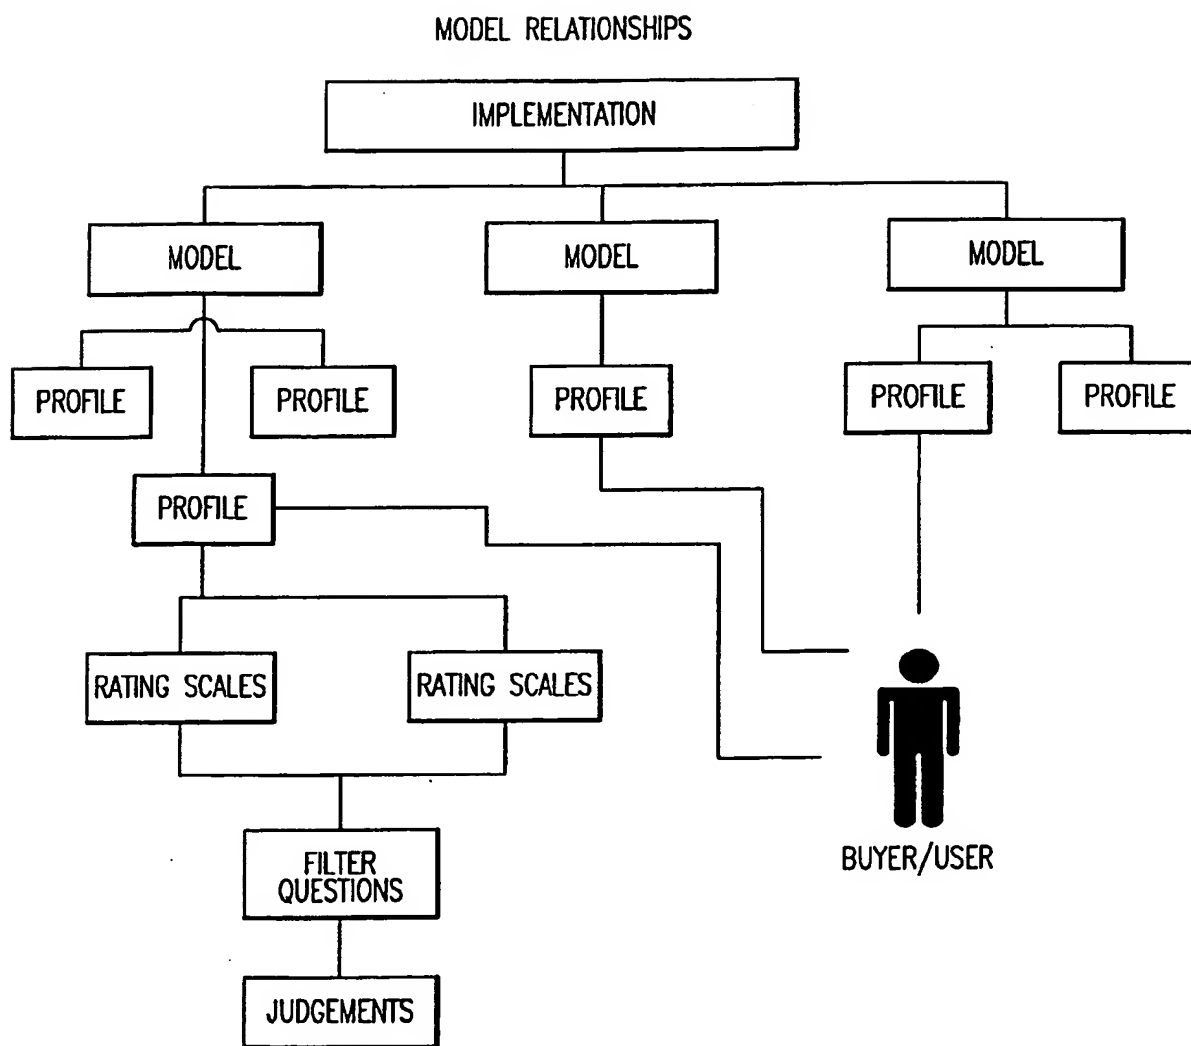 MODEL RELATIONSHIPS
IMPLEMENTATION
MODEL
MODEL
MODEL
PROFILE
PROFILE
PROFILE
PROFILE
PROFILE
PROFILE
RATING SCALES
RATING SCALES
FILTER
QUESTIONS
BUYER/USER
JUDGEMENTS